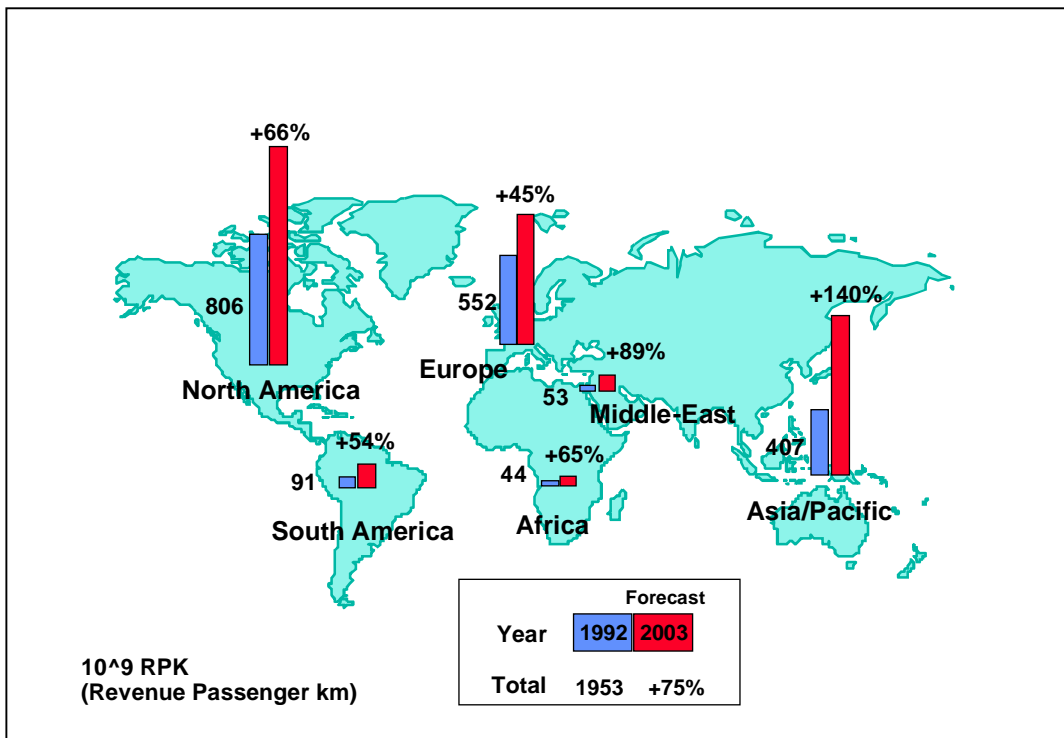 +66%
806
North America
+45%
552
Europe
+140%
407
Asia/Pacific
+89%
53
Middle-East
+54%
91
South America
+65%
44
Africa
Forecast
Year 1992 2003
Total 1953 +75%
10^9 RPK
(Revenue Passenger km)